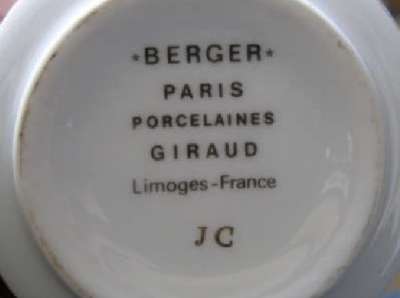 *BERGER*
PARIS
PORCELAINES
GIRAUD
Limoges-France
JC